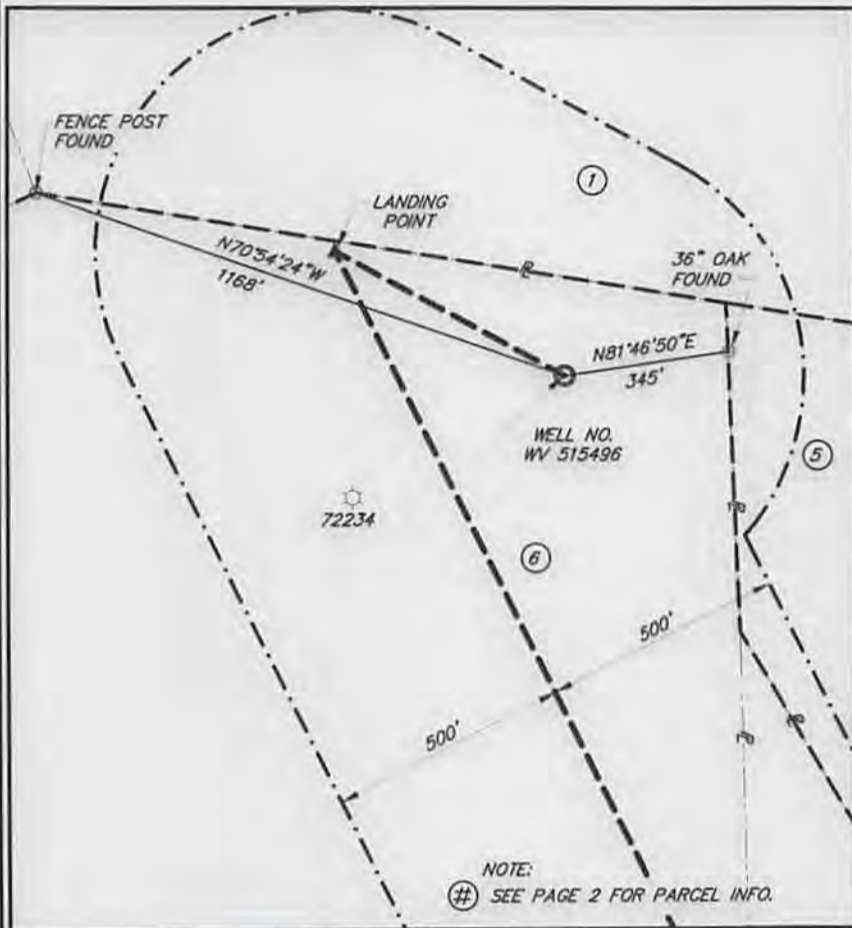 FENCE POST
FOUND
①
LANDING
POINT
36" OAK
FOUND
N70°54'24"W
1168'
N81°46'50"E
345'
WELL NO.
WV 515496
⑤
72234
⑥
500'
500'
NOTE:
(#) SEE PAGE 2 FOR PARCEL INFO.